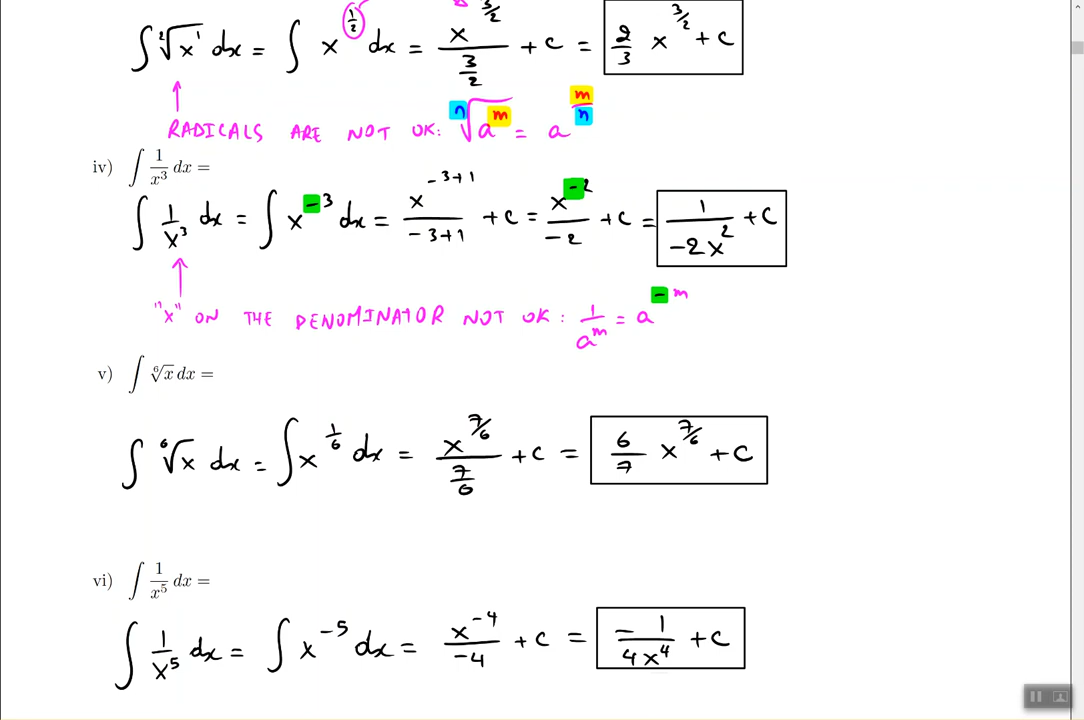 ∫ ²√x¹ dx = ∫ x^(1/2) dx = x^(3/2) / (3/2) + c = 2/3 x^(3/2) + c
RADICALS ARE NOT OK: ⁿ√a^m = a^(m/n)
iv) ∫ 1/x³ dx =
∫ 1/x³ dx = ∫ x^(-3) dx = x^(-3+1) / (-3+1) + c = x^(-2) / -2 + c = 1 / (-2x²) + c
"x" ON THE DENOMINATOR NOT OK: 1/a^m = a^(-m)
v) ∫ ⁶√x dx =
∫ ⁶√x dx = ∫ x^(1/6) dx = x^(7/6) / (7/6) + c = 6/7 x^(7/6) + c
vi) ∫ 1/x⁵ dx =
∫ 1/x⁵ dx = ∫ x^(-5) dx = x^(-4) / -4 + c = -1 / (4x⁴) + c